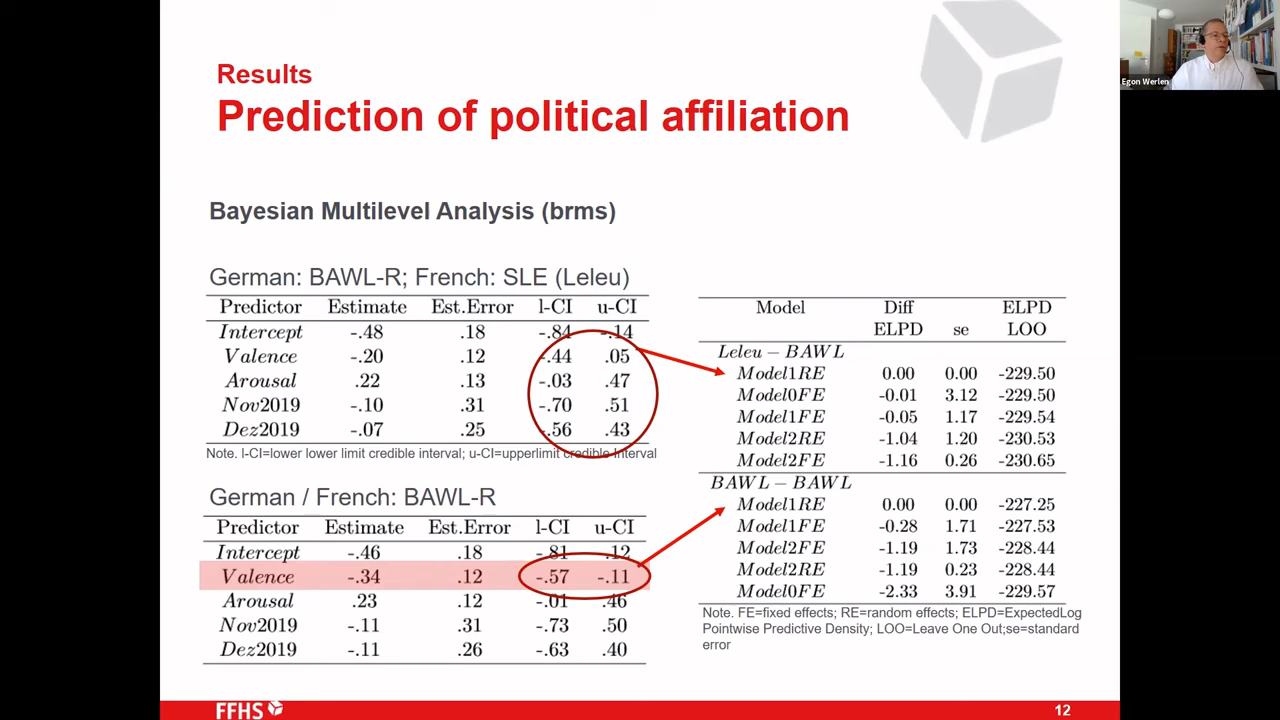 Results
Prediction of political affiliation
Egon Werlen
Bayesian Multilevel Analysis (brms)
German: BAWL-R; French: SLE (Leleu)
Predictor Estimate Est.Error l-CI u-CI
Intercept -.48 .18 -.84 -.14
Valence -.20 .12 -.44 .05
Arousal .22 .13 -.03 .47
Nov2019 -.10 .31 -.70 .51
Dez2019 -.07 .25 -.56 .43
Note. l-CI=lower lower limit credible interval; u-CI=upperlimit credible interval
German / French: BAWL-R
Predictor Estimate Est.Error l-CI u-CI
Intercept -.46 .18 -.81 .12
Valence -.34 .12 -.57 -.11
Arousal .23 .12 -.01 .46
Nov2019 -.11 .31 -.73 .50
Dez2019 -.11 .26 -.63 .40
Model Diff ELPD
ELPD se LOO
Leleu – BAWL
Model1RE 0.00 0.00 -229.50
Model0FE -0.01 3.12 -229.50
Model1FE -0.05 1.17 -229.54
Model2RE -1.04 1.20 -230.53
Model2FE -1.16 0.26 -230.65
BAWL – BAWL
Model1RE 0.00 0.00 -227.25
Model1FE -0.28 1.71 -227.53
Model2FE -1.19 1.73 -228.44
Model2RE -1.19 0.23 -228.44
Model0FE -2.33 3.91 -229.57
Note. FE=fixed effects; RE=random effects; ELPD=ExpectedLog
Pointwise Predictive Density; LOO=Leave One Out;se=standard
error
FFHS
12